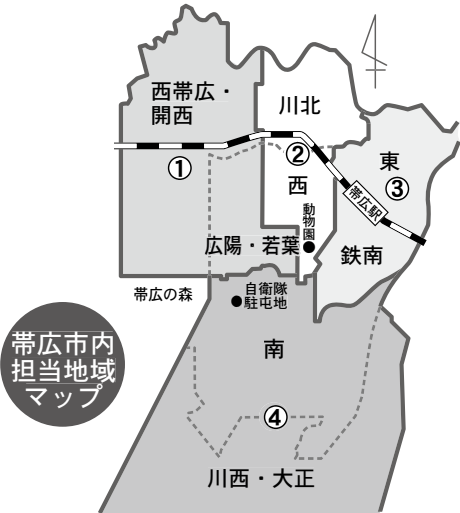 西帯広・
開西
川北
①
②
西
東
③
帯広駅
動物園
広陽・若葉
鉄南
帯広の森
自衛隊
駐屯地
帯広市内
担当地域
マップ
南
④
川西・大正